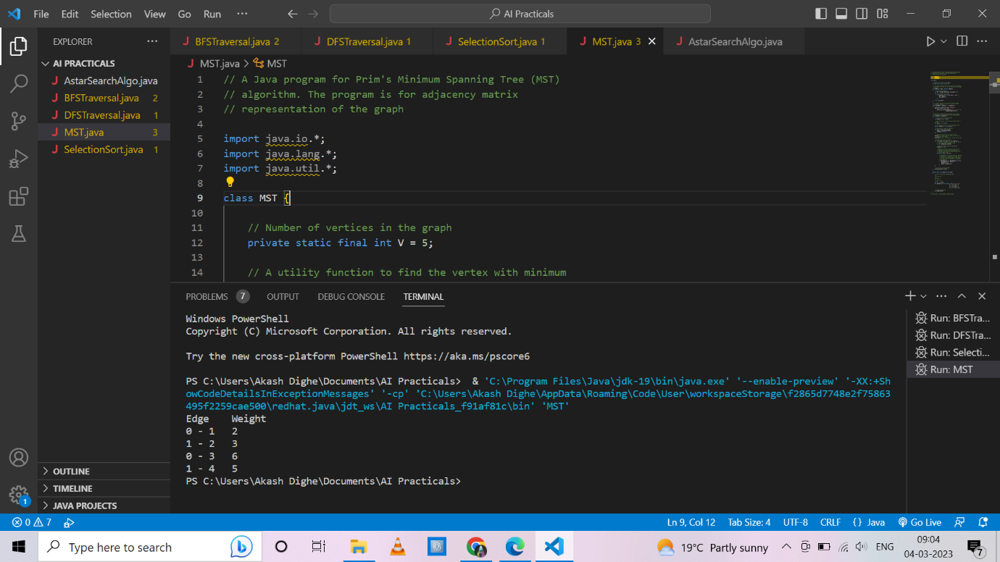 File Edit Selection View Go Run ··· AI Practicals
EXPLORER ···
AI PRACTICALS
J AstarSearchAlgo.java
J BFSTraversal.java 2
J DFSTraversal.java 1
J MST.java 3
J SelectionSort.java 1
OUTLINE
TIMELINE
JAVA PROJECTS
J BFSTraversal.java 2 J DFSTraversal.java 1 J SelectionSort.java 1 J MST.java 3 J AstarSearchAlgo.java
J MST.java > MST
1 // A Java program for Prim's Minimum Spanning Tree (MST)
2 // algorithm. The program is for adjacency matrix
3 // representation of the graph
4
5 import java.io.*;
6 import java.lang.*;
7 import java.util.*;
8
9 class MST {
10
11 // Number of vertices in the graph
12 private static final int V = 5;
13
14 // A utility function to find the vertex with minimum
PROBLEMS 7 OUTPUT DEBUG CONSOLE TERMINAL
Windows PowerShell
Copyright (C) Microsoft Corporation. All rights reserved.
Try the new cross-platform PowerShell https://aka.ms/pscore6
PS C:\Users\Akash Dighe\Documents\AI Practicals> & 'C:\Program Files\Java\jdk-19\bin\java.exe' '--enable-preview' '-XX:+Sh
owCodeDetailsInExceptionMessages' '-cp' 'C:\Users\Akash Dighe\AppData\Roaming\Code\User\workspaceStorage\f2865d7748e2f75863
495f2259cae500\redhat.java\jdt_ws\AI Practicals_f91af81c\bin' 'MST'
Edge Weight
0 - 1 2
1 - 2 3
0 - 3 6
1 - 4 5
PS C:\Users\Akash Dighe\Documents\AI Practicals>
Run: BFSTra...
Run: DFSTra...
Run: Selecti...
Run: MST
1
0 7 Ln 9, Col 12 Tab Size: 4 UTF-8 CRLF {} Java Go Live
Type here to search 19°C Partly sunny ENG 09:04
04-03-2023 7